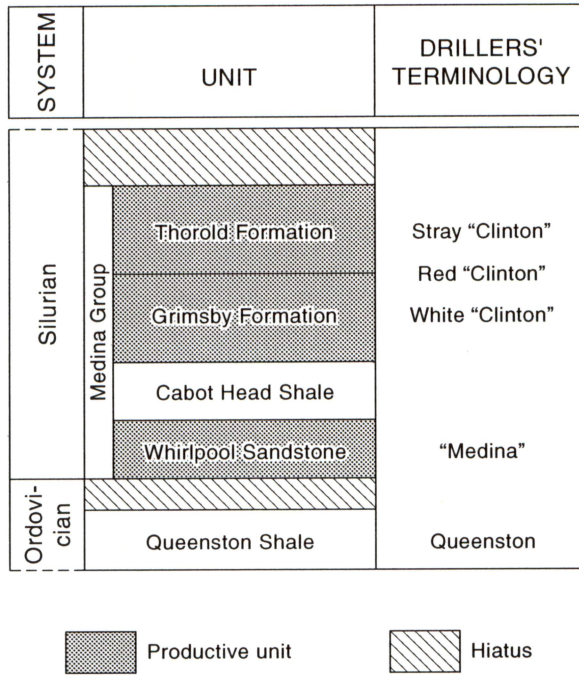 SYSTEM
UNIT
DRILLERS'
TERMINOLOGY
Silurian
Medina Group
Thorold Formation
Stray “Clinton”
Red “Clinton”
Grimsby Formation
White “Clinton”
Cabot Head Shale
Whirlpool Sandstone
“Medina”
Ordovi-
cian
Queenston Shale
Queenston
Productive unit
Hiatus